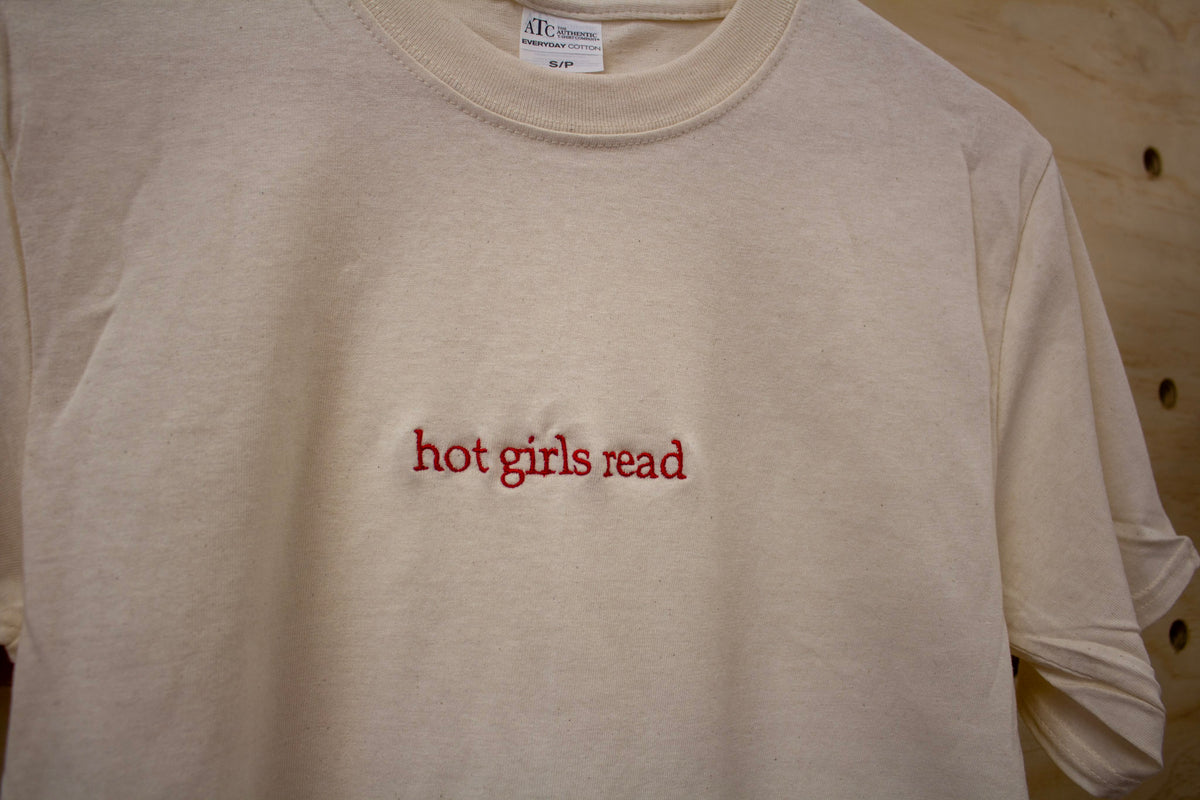 ATC THE AUTHENTIC T-SHIRT COMPANY®
EVERYDAY COTTON
S/P
hot girls read